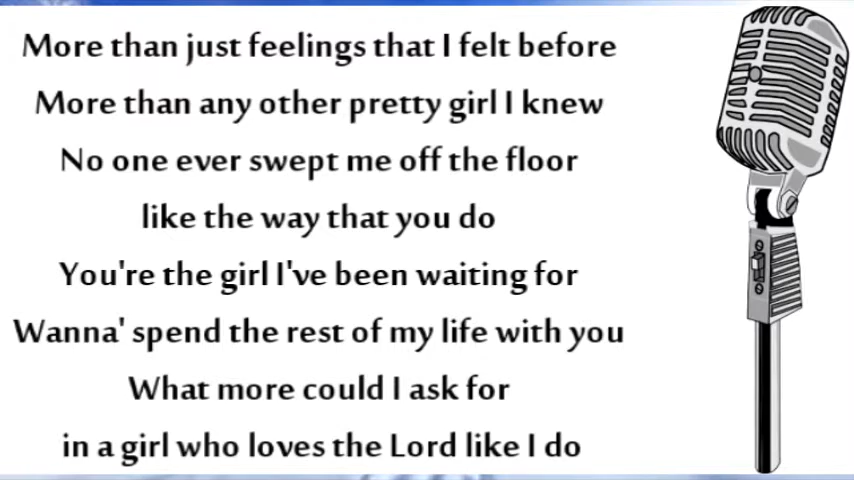 More than just feelings that I felt before
More than any other pretty girl I knew
No one ever swept me off the floor
like the way that you do
You're the girl I've been waiting for
Wanna' spend the rest of my life with you
What more could I ask for
in a girl who loves the Lord like I do